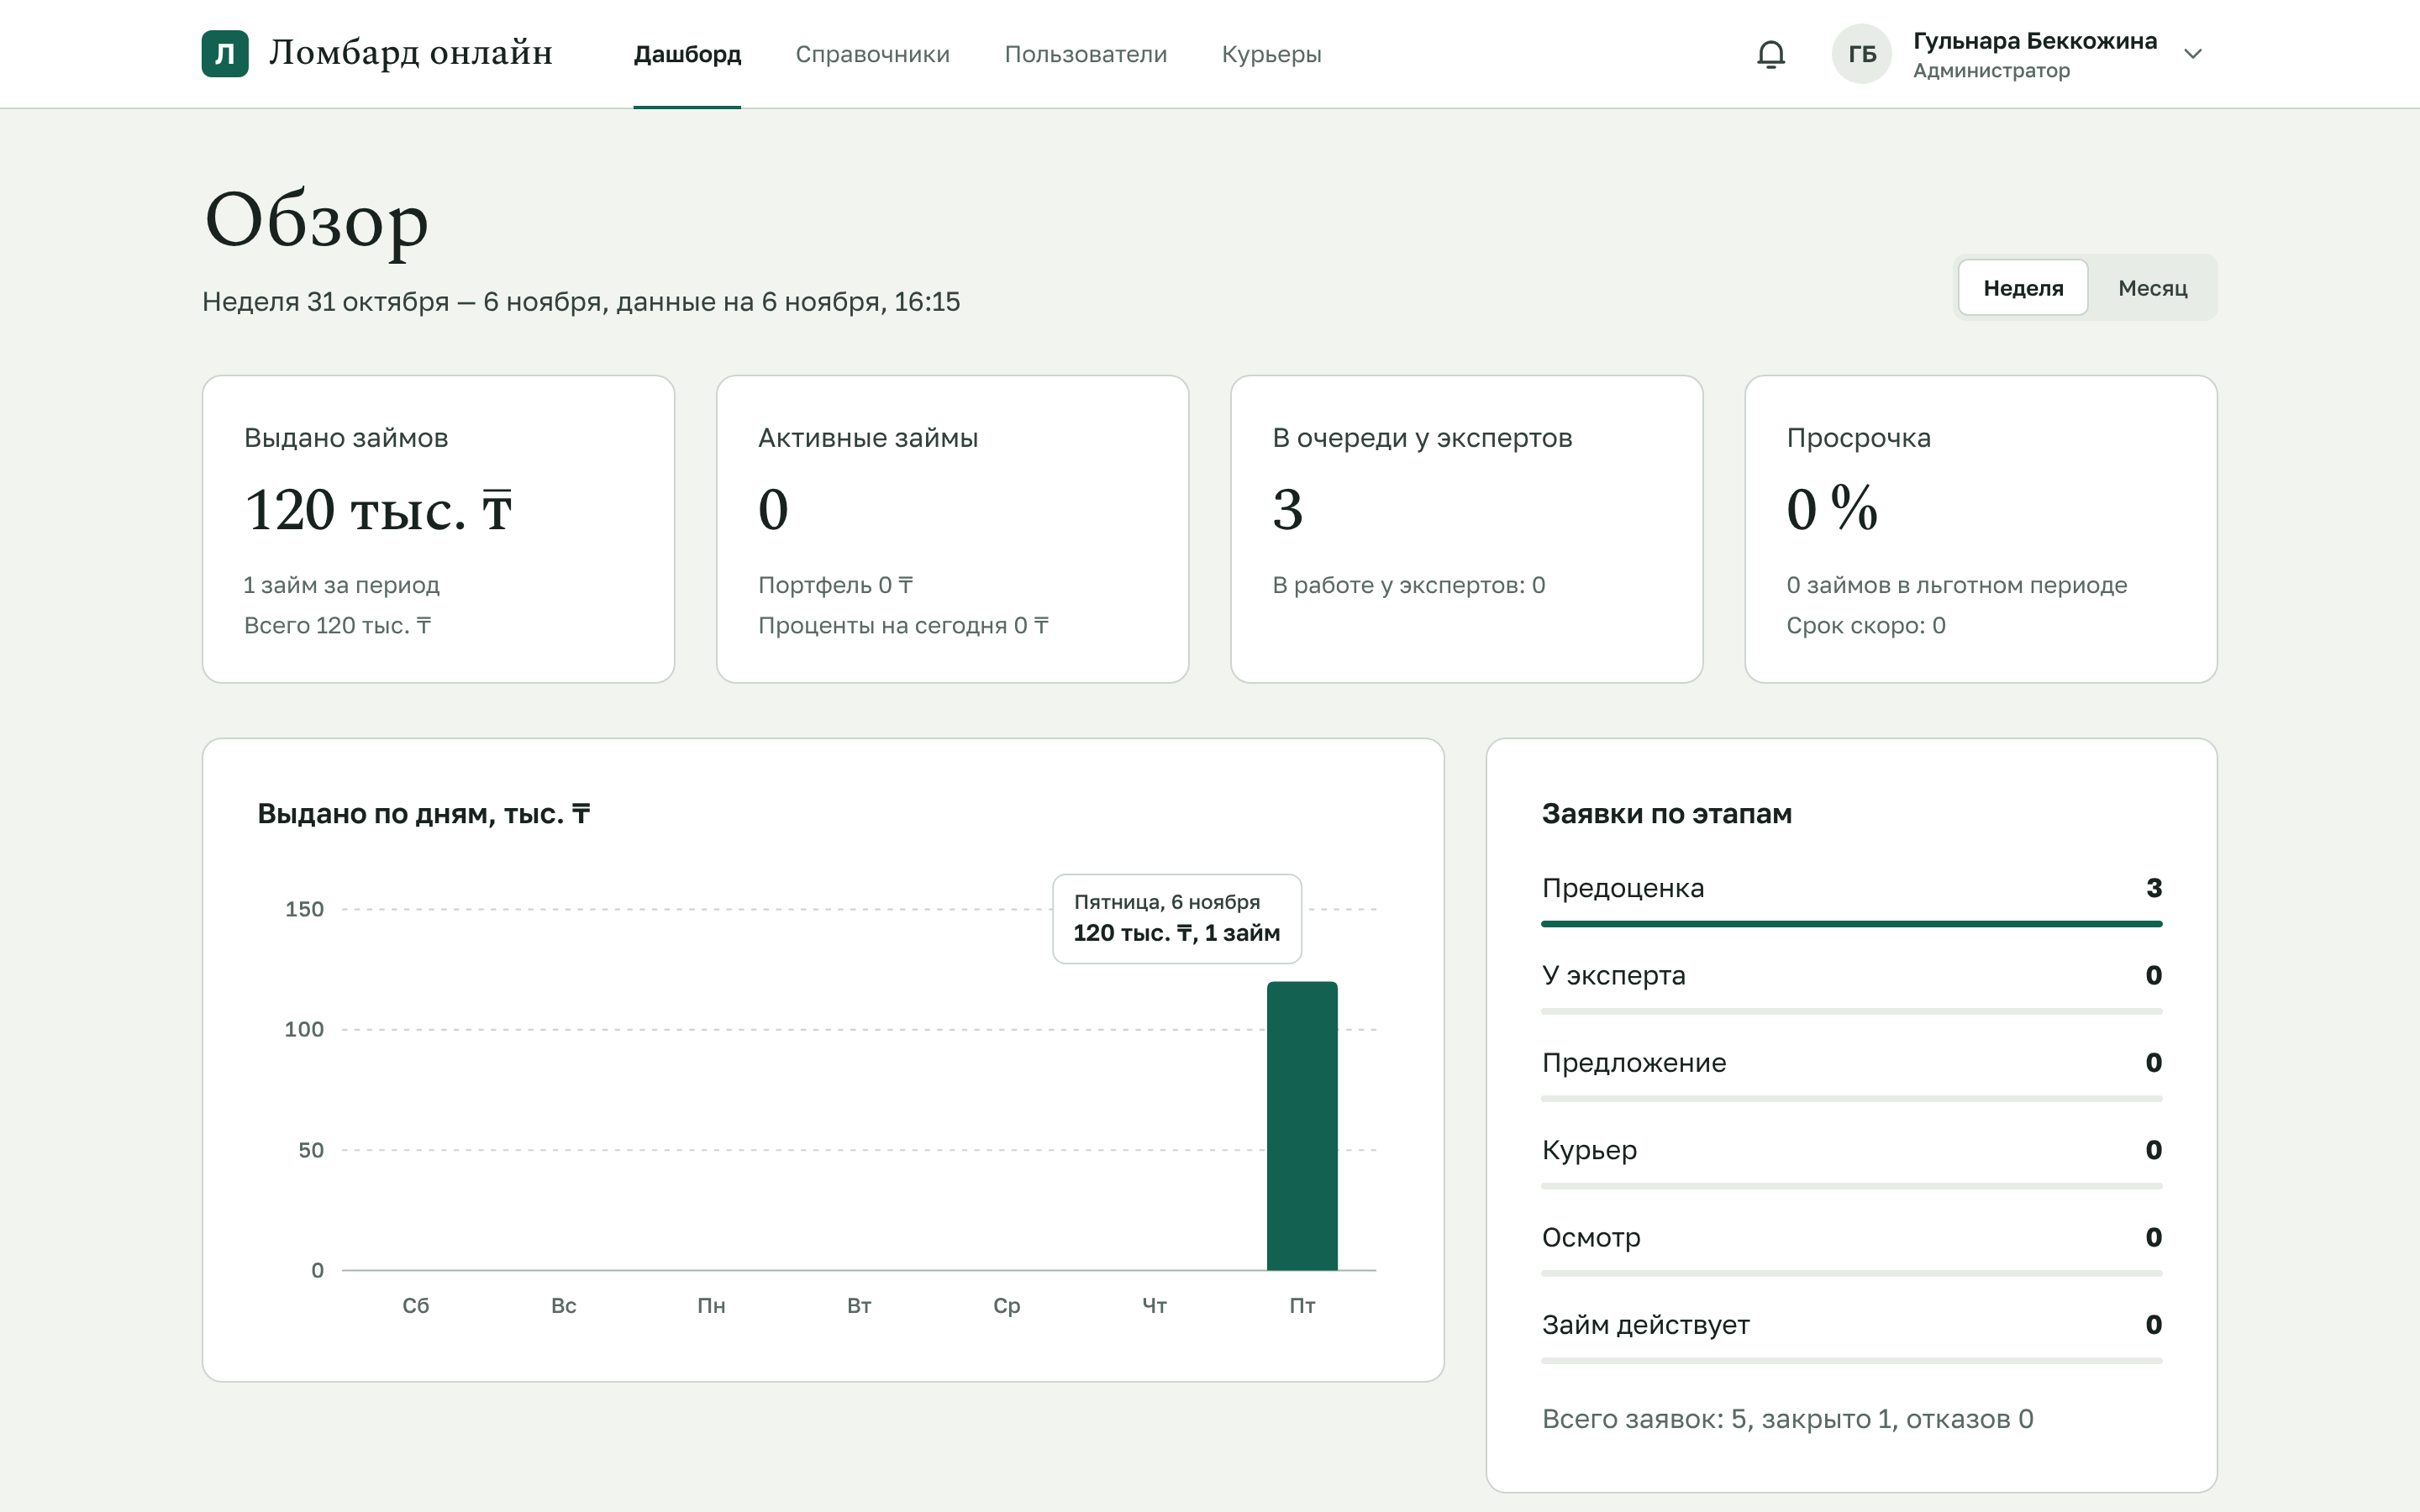 Л Ломбард онлайн Дашборд Справочники Пользователи Курьеры ГБ Гульнара Беккожина
Администратор
Обзор
Неделя 31 октября — 6 ноября, данные на 6 ноября, 16:15
Неделя Месяц
Выдано займов
120 тыс. ₸
1 займ за период
Всего 120 тыс. ₸
Активные займы
0
Портфель 0 ₸
Проценты на сегодня 0 ₸
В очереди у экспертов
3
В работе у экспертов: 0
Просрочка
0 %
0 займов в льготном периоде
Срок скоро: 0
Выдано по дням, тыс. ₸
Пятница, 6 ноября
120 тыс. ₸, 1 займ
150
100
50
0
Сб Вс Пн Вт Ср Чт Пт
Заявки по этапам
Предоценка 3
У эксперта 0
Предложение 0
Курьер 0
Осмотр 0
Займ действует 0
Всего заявок: 5, закрыто 1, отказов 0